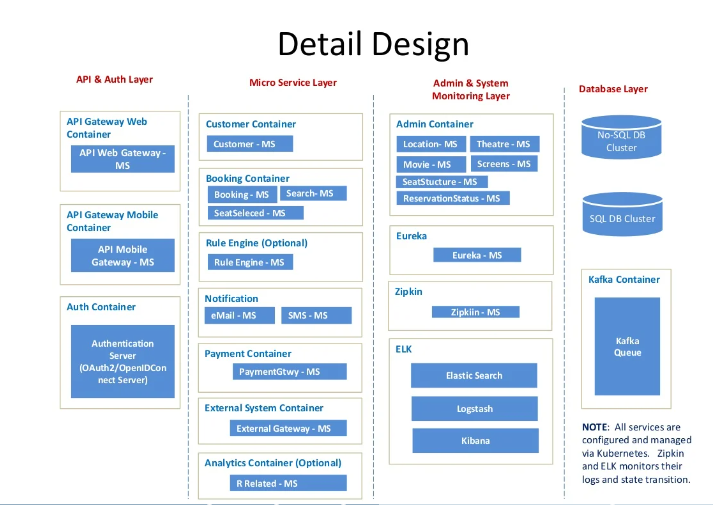 Detail Design
API & Auth Layer
API Gateway Web
Container
API Web Gateway -
MS
API Gateway Mobile
Container
API Mobile
Gateway - MS
Auth Container
Authentication
Server
(OAuth2/OpenIDCon
nect Server)
Micro Service Layer
Customer Container
Customer - MS
Booking Container
Booking - MS
Search- MS
SeatSeleced - MS
Rule Engine (Optional)
Rule Engine - MS
Notification
eMail - MS
SMS - MS
Payment Container
PaymentGtwy - MS
External System Container
External Gateway - MS
Analytics Container (Optional)
R Related - MS
Admin & System
Monitoring Layer
Admin Container
Location- MS
Theatre - MS
Movie - MS
Screens - MS
SeatStucture - MS
ReservationStatus - MS
Eureka
Eureka - MS
Zipkin
Zipkiin - MS
ELK
Elastic Search
Logstash
Kibana
Database Layer
No-SQL DB
Cluster
SQL DB Cluster
Kafka Container
Kafka
Queue
NOTE: All services are
configured and managed
via Kubernetes. Zipkin
and ELK monitors their
logs and state transition.